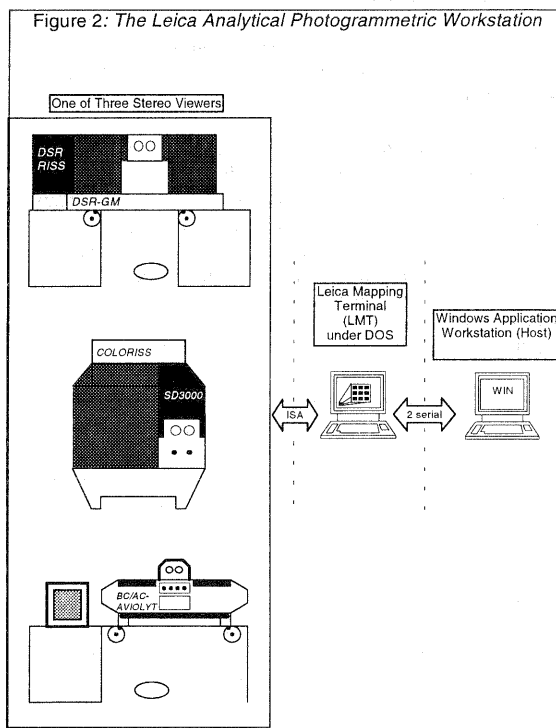 Figure 2: The Leica Analytical Photogrammetric Workstation
One of Three Stereo Viewers
DSR
RISS
DSR-GM
COLORISS
SD3000
BC/AC-
AVIOLYT
ISA
Leica Mapping
Terminal
(LMT)
under DOS
2 serial
Windows Application
Workstation (Host)
WIN